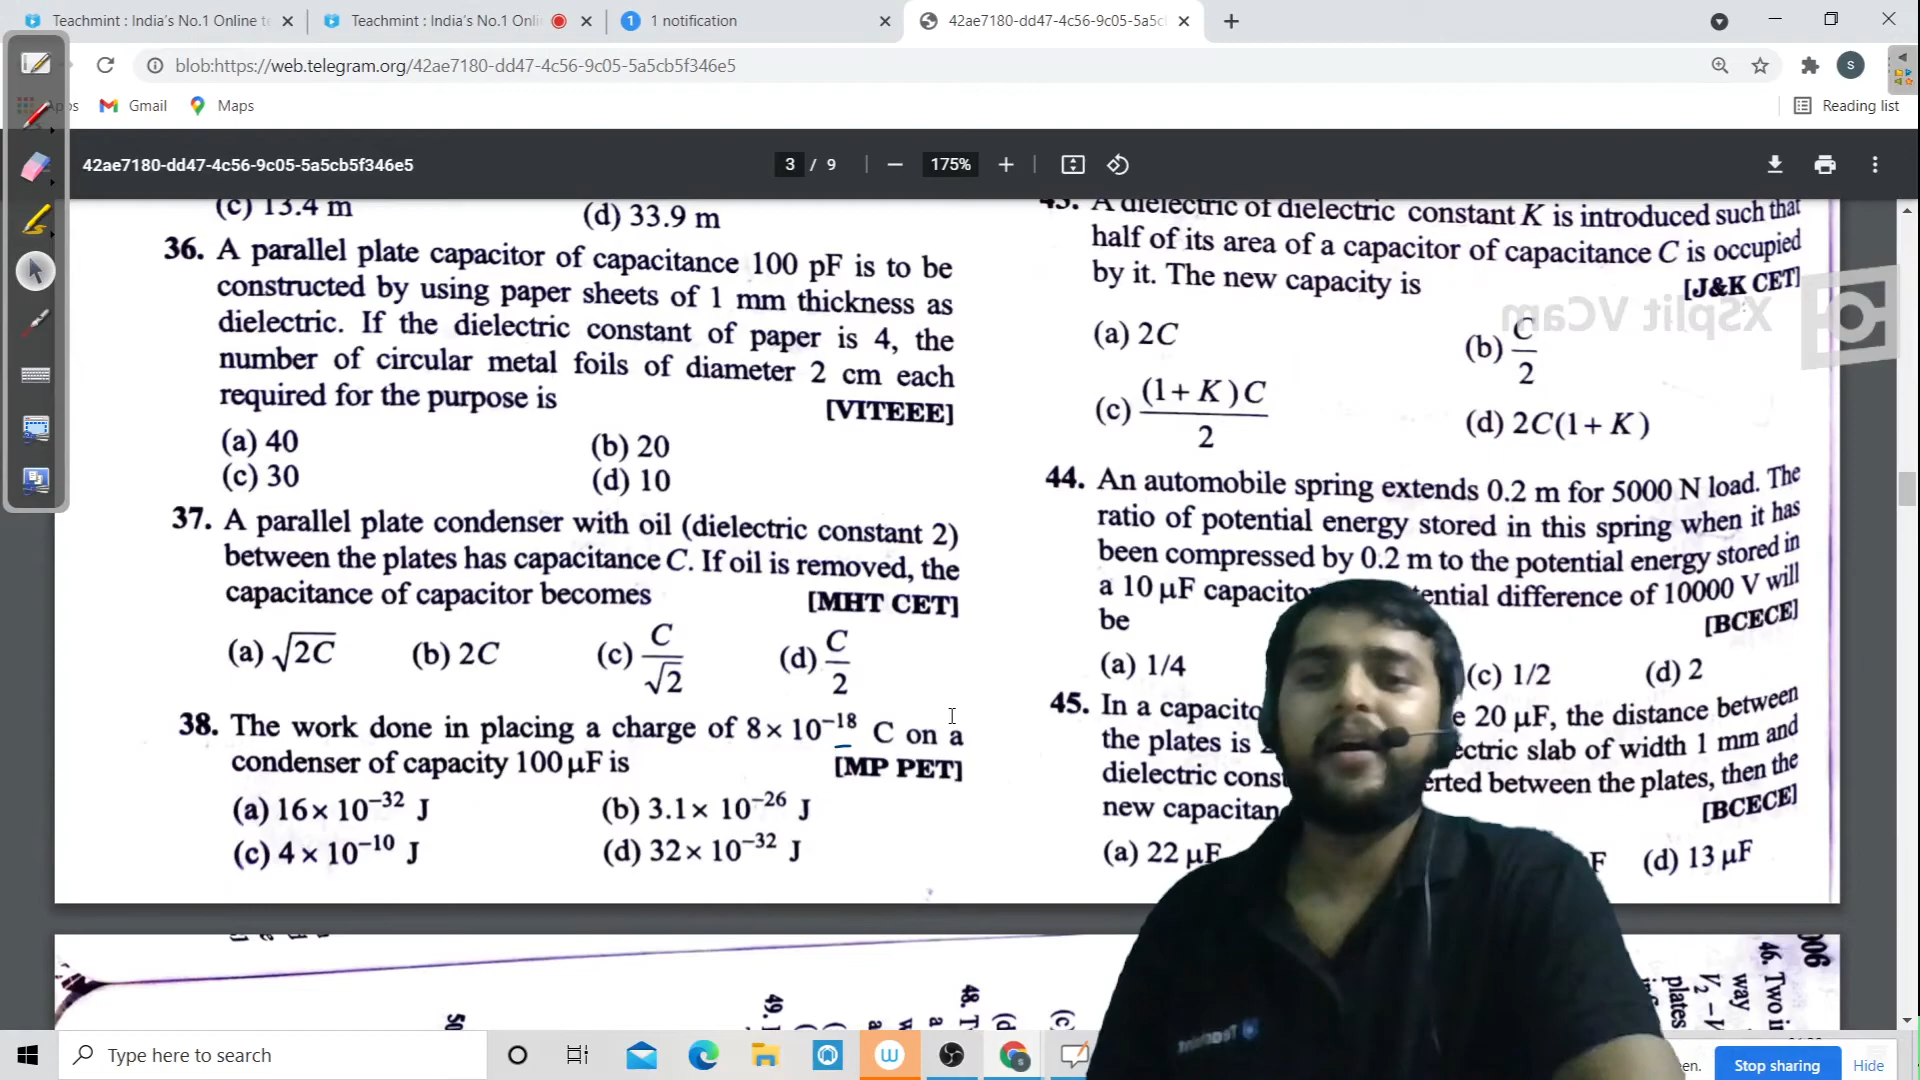 Teachmint : India's No.1 Online te
Teachmint : India's No.1 Onli
1 notification
42ae7180-dd47-4c56-9c05-5a5c
blob:https://web.telegram.org/42ae7180-dd47-4c56-9c05-5a5cb5f346e5
S
Gmail
Maps
Reading list
42ae7180-dd47-4c56-9c05-5a5cb5f346e5
3 / 9
175%
(c) 13.4 m
(d) 33.9 m
36. A parallel plate capacitor of capacitance 100 pF is to be
constructed by using paper sheets of 1 mm thickness as
dielectric. If the dielectric constant of paper is 4, the
number of circular metal foils of diameter 2 cm each
required for the purpose is [VITEEE]
(a) 40 (b) 20
(c) 30 (d) 10
37. A parallel plate condenser with oil (dielectric constant 2)
between the plates has capacitance C. If oil is removed, the
capacitance of capacitor becomes [MHT CET]
(a) √2C (b) 2C (c) C/√2 (d) C/2
38. The work done in placing a charge of 8 × 10⁻¹⁸ C on a
condenser of capacity 100 μF is [MP PET]
(a) 16 × 10⁻³² J (b) 3.1 × 10⁻²⁶ J
(c) 4 × 10⁻¹⁰ J (d) 32 × 10⁻³² J
A dielectric of dielectric constant K is introduced such that
half of its area of a capacitor of capacitance C is occupied
by it. The new capacity is [J&K CET]
XSplit VCam
(a) 2C (b) C/2
(c) (1 + K)C/2 (d) 2C(1 + K)
44. An automobile spring extends 0.2 m for 5000 N load. The
ratio of potential energy stored in this spring when it has
been compressed by 0.2 m to the potential energy stored in
a 10 μF difference of 10000 V will
be [BCECE]
(a) 1/4 (c) 1/2 (d) 2
45. In a 20 μF, the distance between
the plates is slab of width 1 mm and
dielectric between the plates, then the
new [BCECE]
(a) 22 μF (d) 13 μF
49.
48.
46. Two
way
plates
Type here to search
Stop sharing
Hide